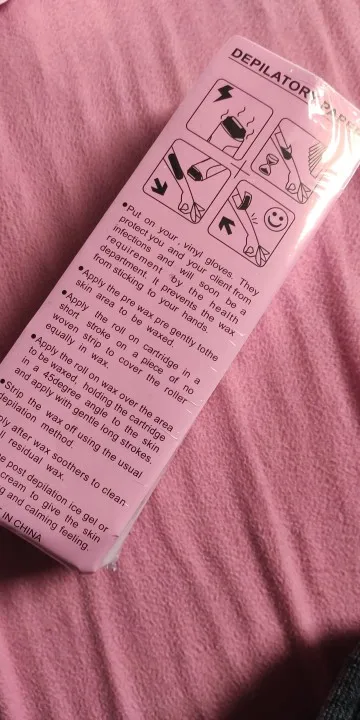 DEPILATORY PAPER
•Put on your , vinyl gloves. They
protect you and your client from
infections and will soon be a
requirement by the health
department. It prevents the wax
from sticking to your hands.
•Apply the pre wax pre gently tothe
skin area to be waxed.
•Apply the roll on cartridge in a
short stroke on a piece of no
woven strip to cover the roller
equally in wax.
•Apply the roll on wax over the area
to be waxed, holding the cartridge
in a 45degree angle to the skin
and apply with gentle long strokes.
•Strip the wax off using the usual
depilation method.
after wax soothers to clean
residual wax.
post depilation ice gel or
cream to give the skin
and calming feeling.
IN CHINA